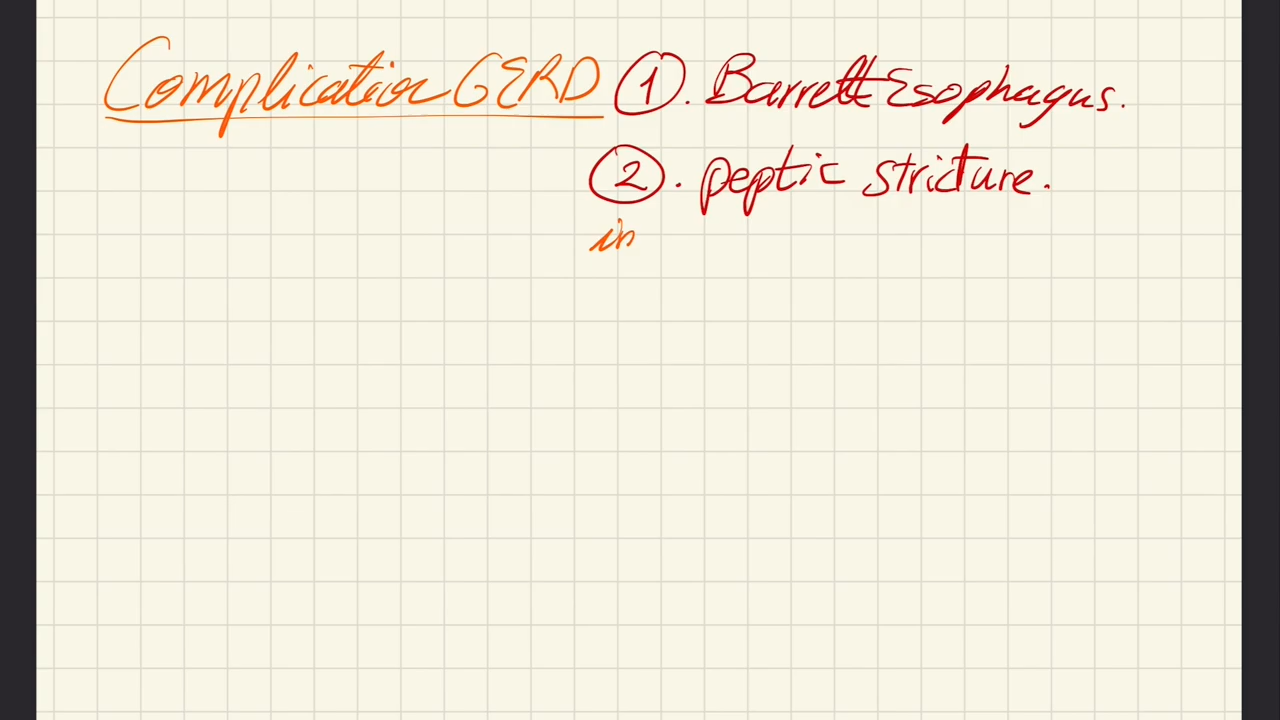 Complication GERD ①. Barrett Esophagus.
②. peptic stricture.
in